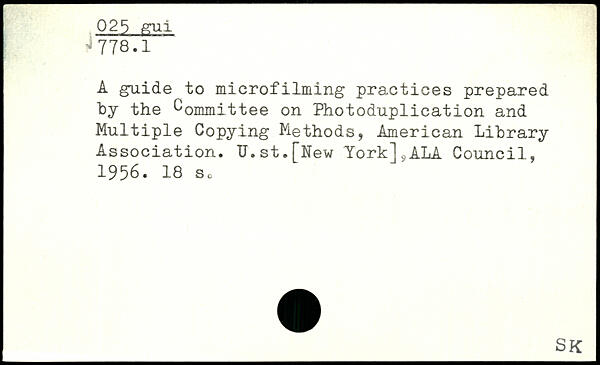 025 gui
778.1
A guide to microfilming practices prepared
by the Committee on Photoduplication and
Multiple Copying Methods, American Library
Association. U.st.[New York],ALA Council,
1956. 18 s.
SK